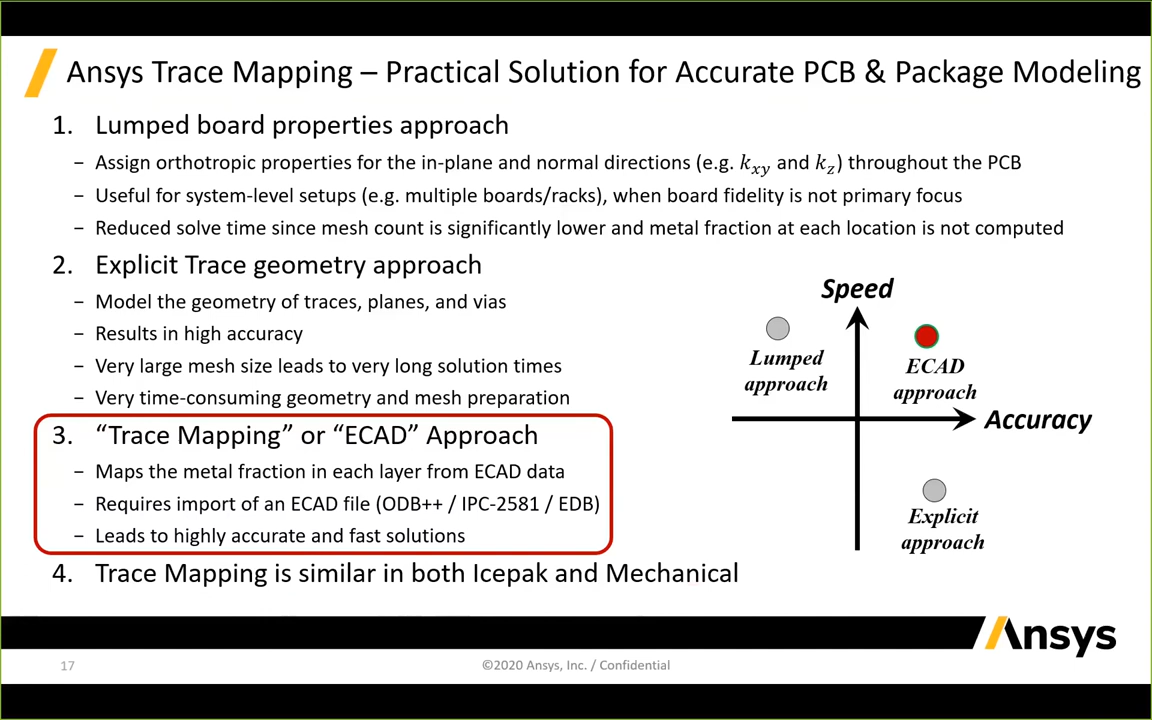 Ansys Trace Mapping – Practical Solution for Accurate PCB & Package Modeling
1. Lumped board properties approach
– Assign orthotropic properties for the in-plane and normal directions (e.g. k_xy and k_z) throughout the PCB
– Useful for system-level setups (e.g. multiple boards/racks), when board fidelity is not primary focus
– Reduced solve time since mesh count is significantly lower and metal fraction at each location is not computed
2. Explicit Trace geometry approach
– Model the geometry of traces, planes, and vias
– Results in high accuracy
– Very large mesh size leads to very long solution times
– Very time-consuming geometry and mesh preparation
3. “Trace Mapping” or “ECAD” Approach
– Maps the metal fraction in each layer from ECAD data
– Requires import of an ECAD file (ODB++ / IPC-2581 / EDB)
– Leads to highly accurate and fast solutions
4. Trace Mapping is similar in both Icepak and Mechanical
Speed
Lumped
approach
ECAD
approach
Accuracy
Explicit
approach
Ansys
17
©2020 Ansys, Inc. / Confidential